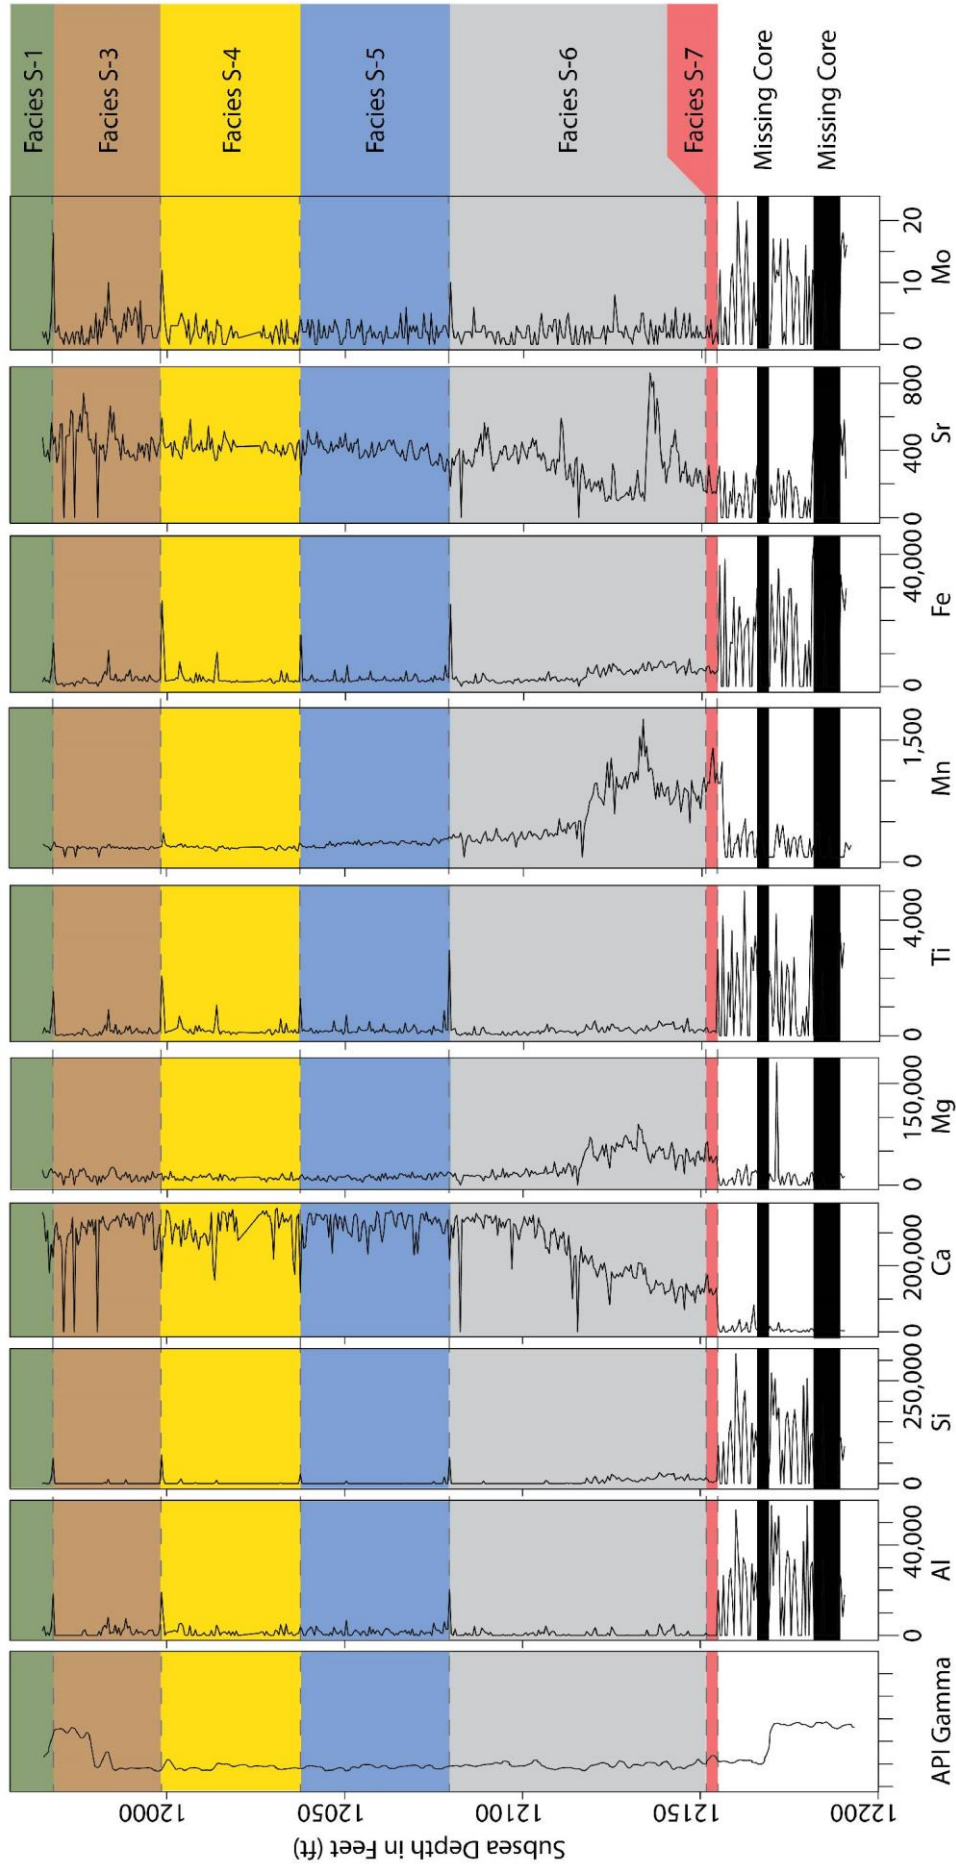 Facies S-1
Facies S-3
Facies S-4
Facies S-5
Facies S-6
Facies S-7
Missing Core
Missing Core
0 10 20
Mo
0 400 800
Sr
0 40,000
Fe
0 1,500
Mn
0 4,000
Ti
0 150,000
Mg
0 200,000
Ca
0 250,000
Si
0 40,000
Al
API Gamma
12000
12050
12100
12150
12200
Subsea Depth in Feet (ft)